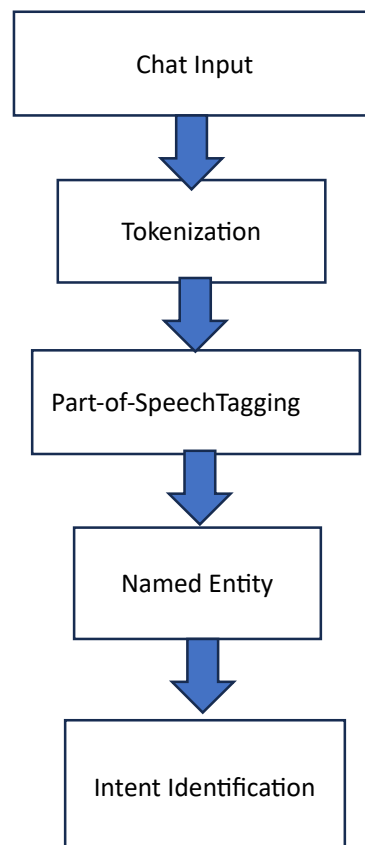 Chat Input
Tokenization
Part-of-SpeechTagging
Named Entity
Intent Identification